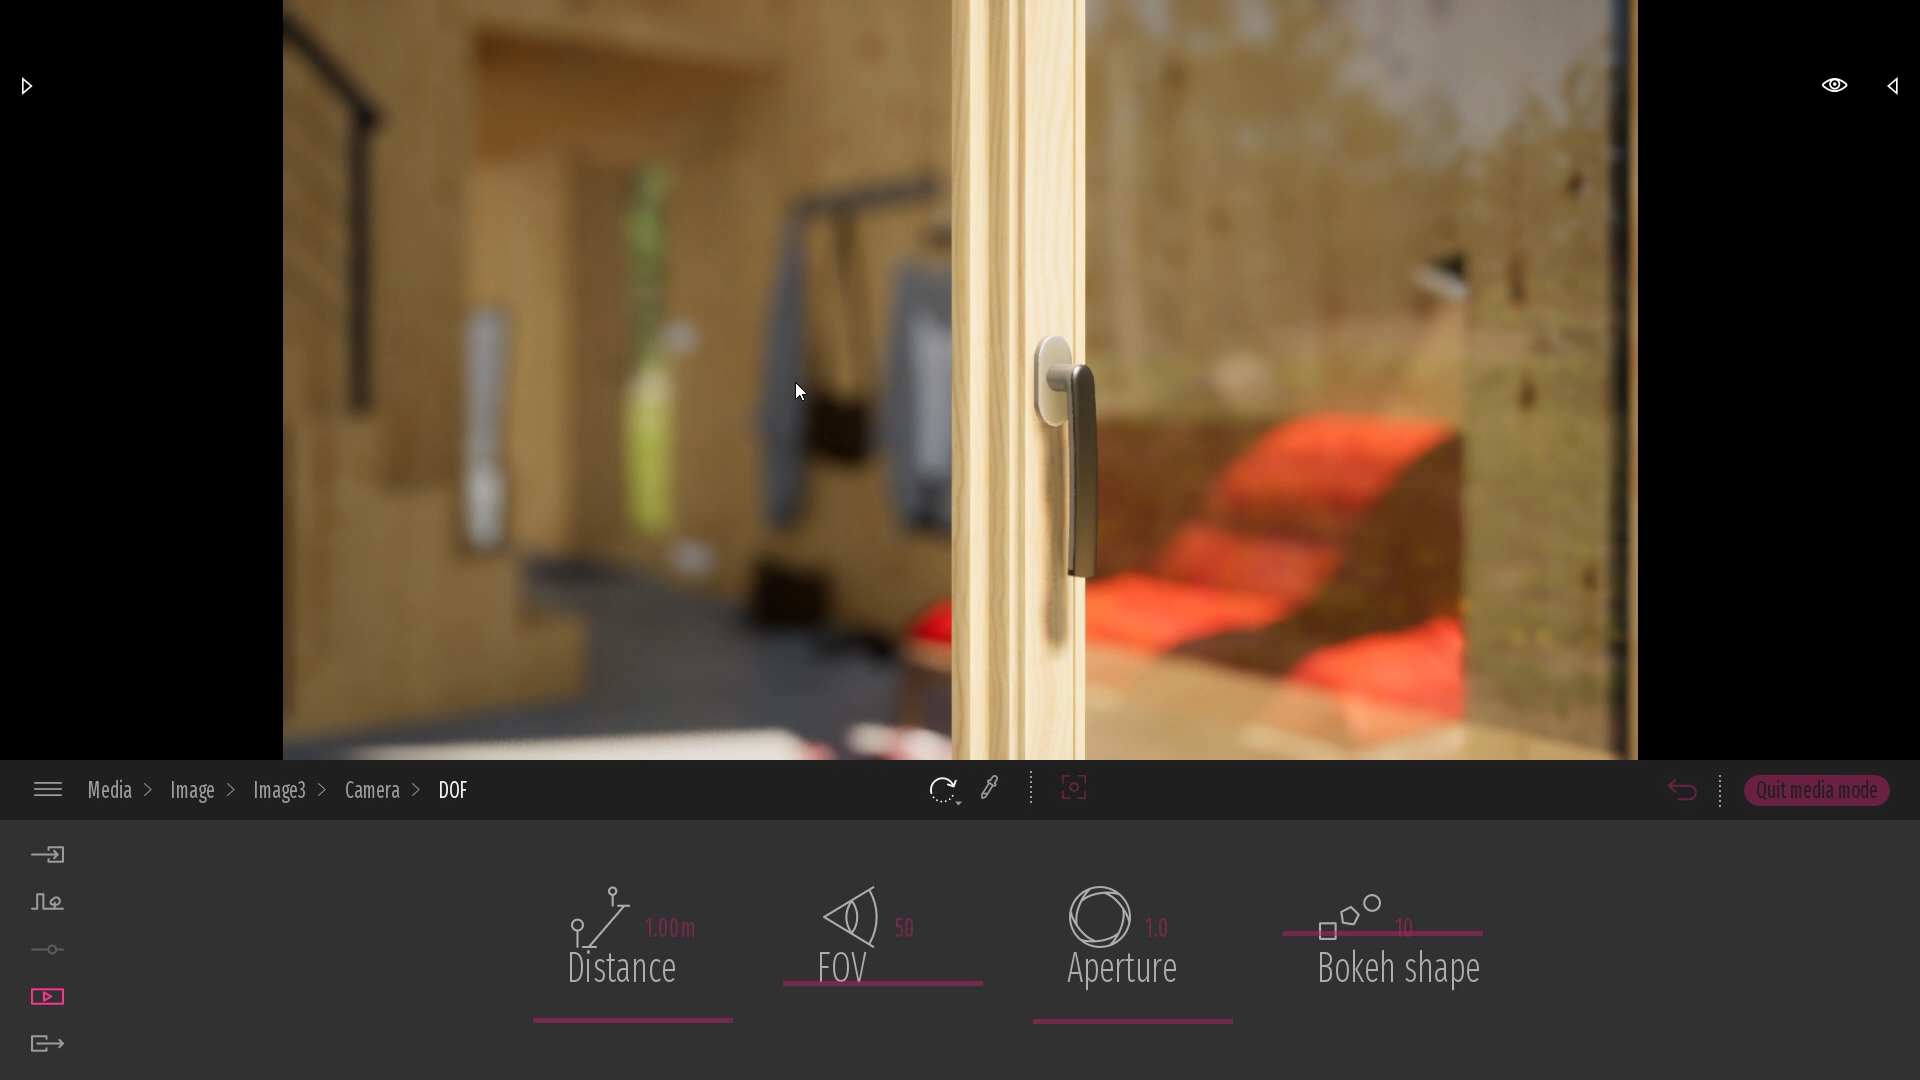 Media > Image > Image3 > Camera > DOF
Quit media mode
1.00m
50
1.0
10
Distance
FOV
Aperture
Bokeh shape